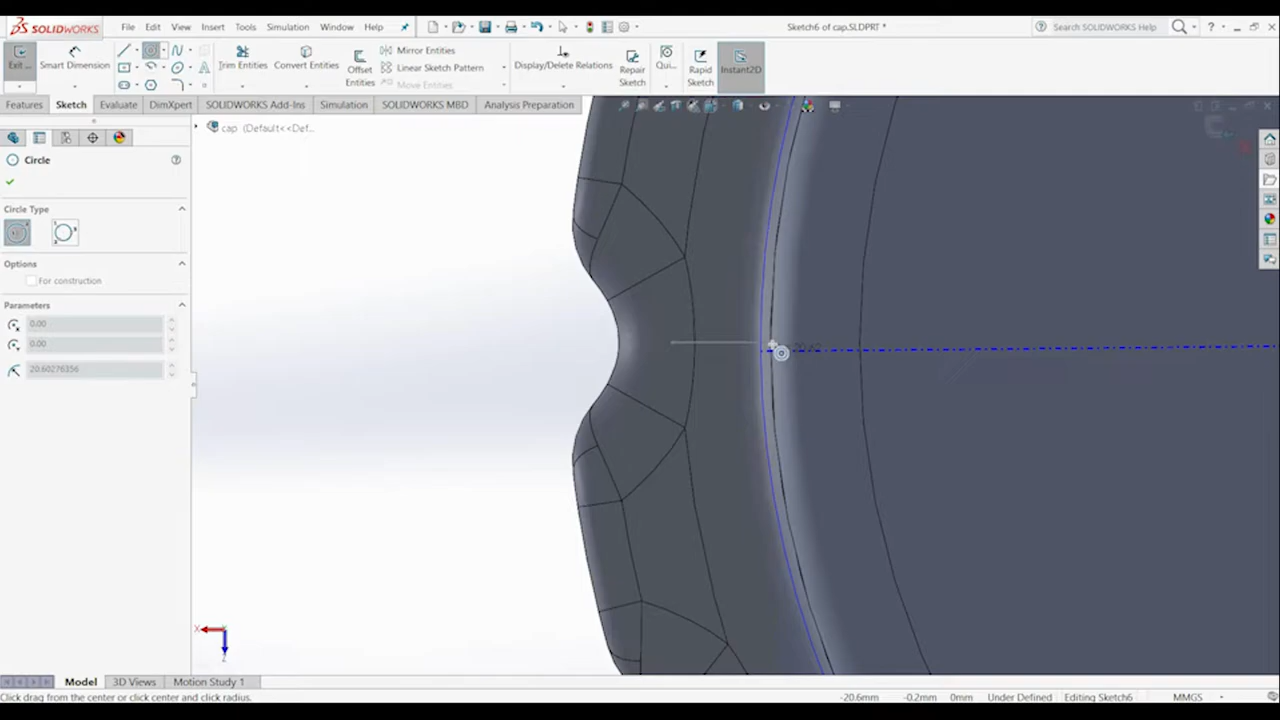 SOLIDWORKS
File Edit View Insert Tools Simulation Window Help
Sketch6 of cap.SLDPRT *
Search SOLIDWORKS Help
Exit ...
Smart Dimension
Trim Entities
Convert Entities
Offset Entities
Mirror Entities
Linear Sketch Pattern
Move Entities
Display/Delete Relations
Repair Sketch
Qui...
Rapid Sketch
Instant2D
Features Sketch Evaluate DimXpert SOLIDWORKS Add-Ins Simulation SOLIDWORKS MBD Analysis Preparation
cap (Default<<Def...
Circle
Circle Type
Options
For construction
Parameters
0.00
0.00
20.60276356
X
Z
Model 3D Views Motion Study 1
Click drag from the center or click center and click radius.
-20.6mm -0.2mm 0mm Under Defined Editing Sketch6 MMGS